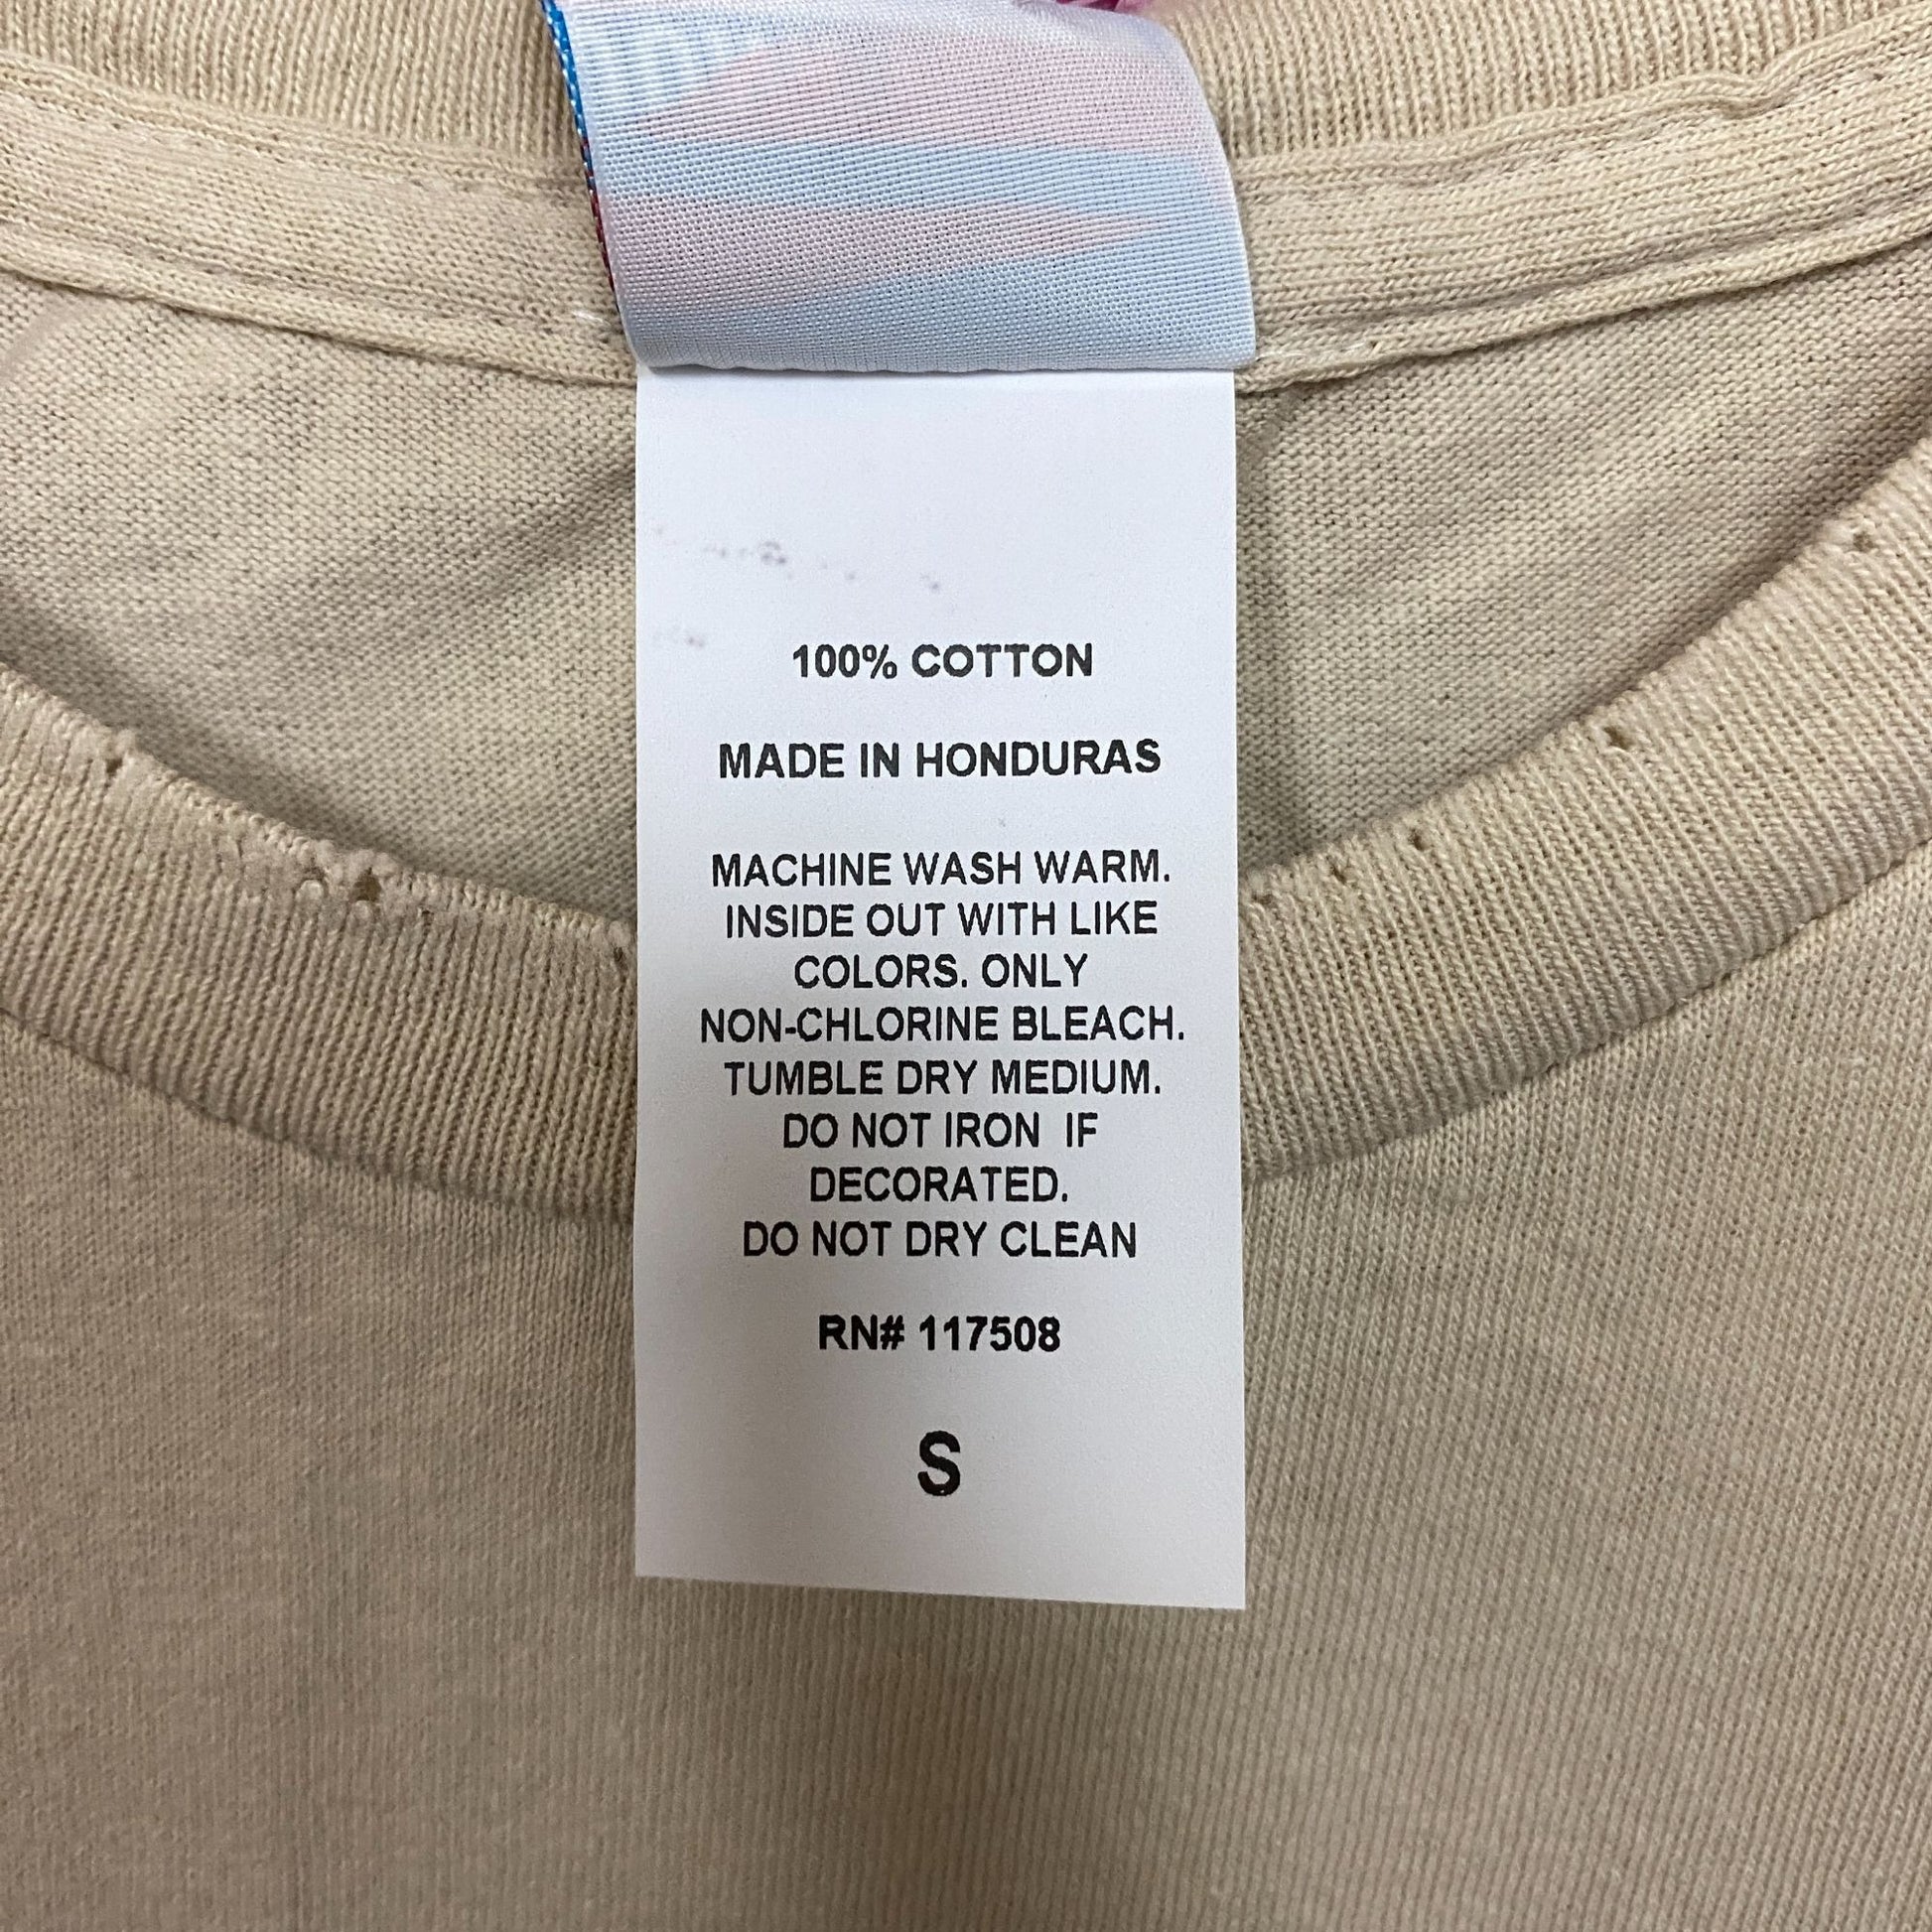 100% COTTON
MADE IN HONDURAS
MACHINE WASH WARM.
INSIDE OUT WITH LIKE
COLORS. ONLY
NON-CHLORINE BLEACH.
TUMBLE DRY MEDIUM.
DO NOT IRON  IF
DECORATED.
DO NOT DRY CLEAN
RN# 117508
S